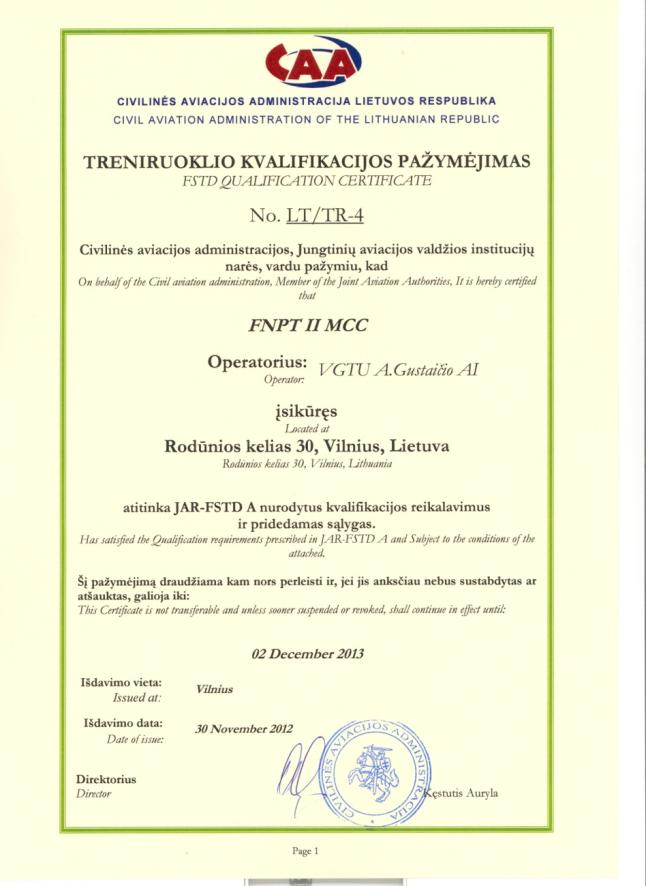 CAA
CIVILINĖS AVIACIJOS ADMINISTRACIJA LIETUVOS RESPUBLIKA
CIVIL AVIATION ADMINISTRATION OF THE LITHUANIAN REPUBLIC
TRENIRUOKLIO KVALIFIKACIJOS PAŽYMĖJIMAS
FSTD QUALIFICATION CERTIFICATE
No. LT/TR-4
Civilinės aviacijos administracijos, Jungtinių aviacijos valdžios institucijų
narės, vardu pažymiu, kad
On behalf of the Civil aviation administration, Member of the Joint Aviation Authorities, It is hereby certified
that
FNPT II MCC
Operatorius: VGTU A.Gustaičio AI
Operator:
įsikūręs
Located at
Rodūnios kelias 30, Vilnius, Lietuva
Rodūnios kelias 30, Vilnius, Lithuania
atitinka JAR-FSTD A nurodytus kvalifikacijos reikalavimus
ir pridedamas sąlygas.
Has satisfied the Qualification requirements prescribed in JAR-FSTD A and Subject to the conditions of the
attached.
Šį pažymėjimą draudžiama kam nors perleisti ir, jei jis anksčiau nebus sustabdytas ar
atšauktas, galioja iki:
This Certificate is not transferable and unless sooner suspended or revoked, shall continue in effect until:
02 December 2013
Išdavimo vieta: Vilnius
Issued at:
Išdavimo data: 30 November 2012
Date of issue:
CIVILINĖS AVIACIJOS ADMINISTRACIJA
Direktorius
Director Kęstutis Auryla
Page 1